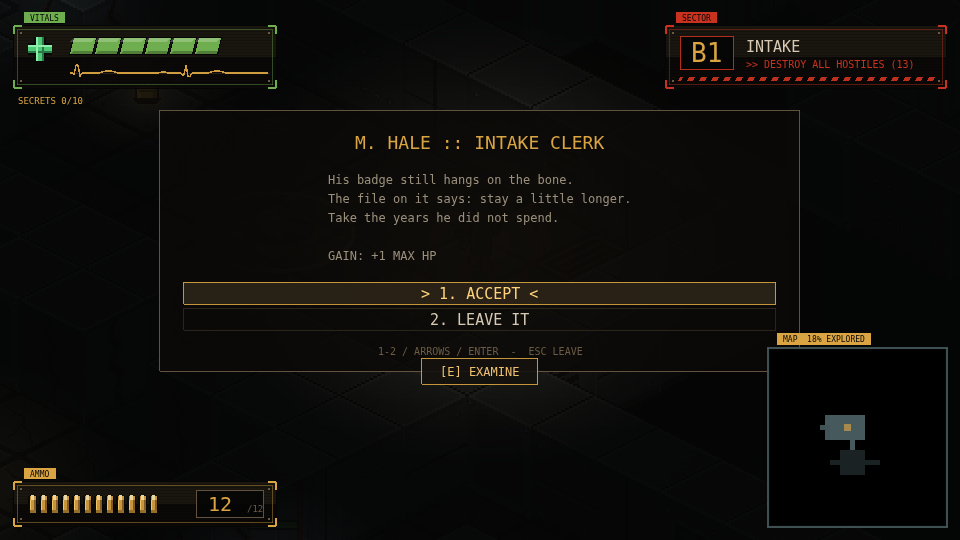 VITALS
SECRETS 0/10
SECTOR
B1
INTAKE
>> DESTROY ALL HOSTILES (13)
M. HALE :: INTAKE CLERK
His badge still hangs on the bone.
The file on it says: stay a little longer.
Take the years he did not spend.
GAIN: +1 MAX HP
> 1. ACCEPT <
2. LEAVE IT
1-2 / ARROWS / ENTER - ESC LEAVE
[E] EXAMINE
MAP 18% EXPLORED
AMMO
12 /12